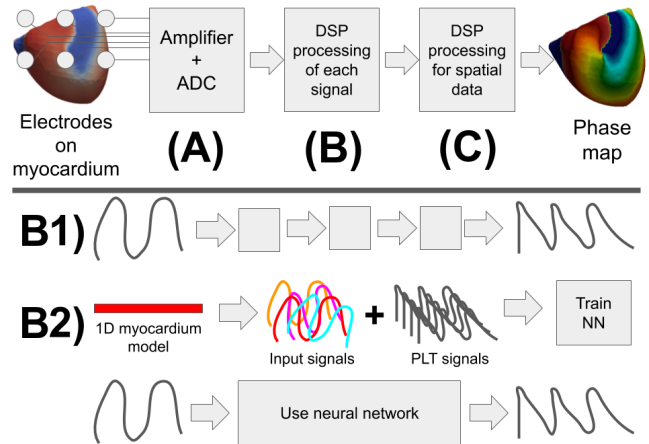 Electrodes
on
myocardium
Amplifier
+
ADC
(A)
DSP
processing
of each
signal
(B)
DSP
processing
for spatial
data
(C)
Phase
map
B1)
B2)
1D myocardium
model
Input signals
+
PLT signals
Train
NN
Use neural network